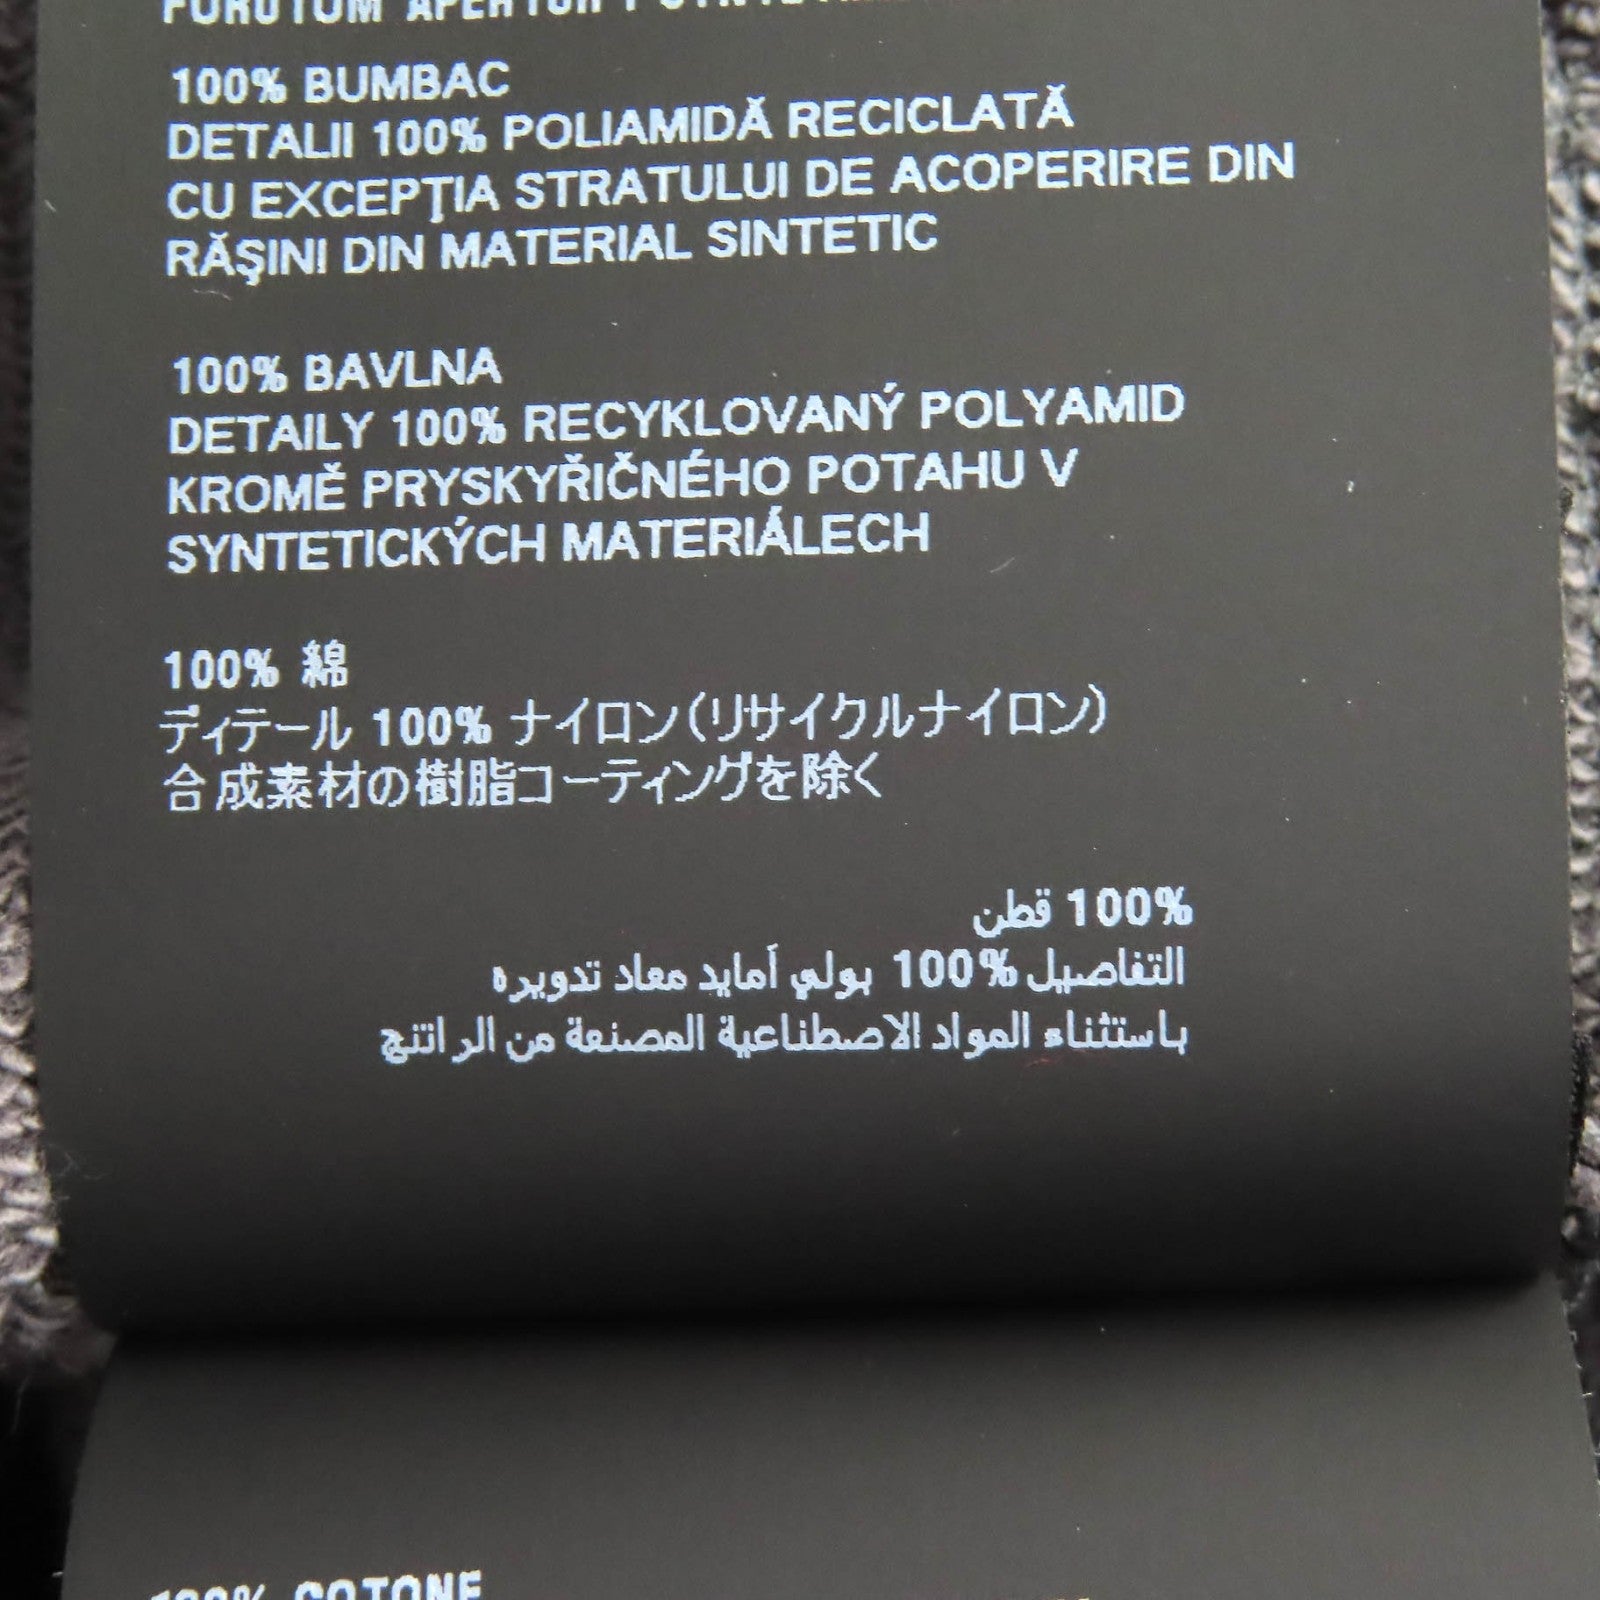 100% BUMBAC
DETALII 100% POLIAMIDĂ RECICLATĂ
CU EXCEPŢIA STRATULUI DE ACOPERIRE DIN
RĂŞINI DIN MATERIAL SINTETIC
100% BAVLNA
DETAILY 100% RECYKLOVANÝ POLYAMID
KROMĚ PRYSKYŘIČNÉHO POTAHU V
SYNTETICKÝCH MATERIÁLECH
100% 綿
ディテール 100% ナイロン(リサイクルナイロン)
合成素材の樹脂コーティングを除く
100% قطن
التفاصيل 100% بولي أمايد معاد تدويره
باستثناء المواد الاصطناعية المصنعة من الراتنج
100% COTONE